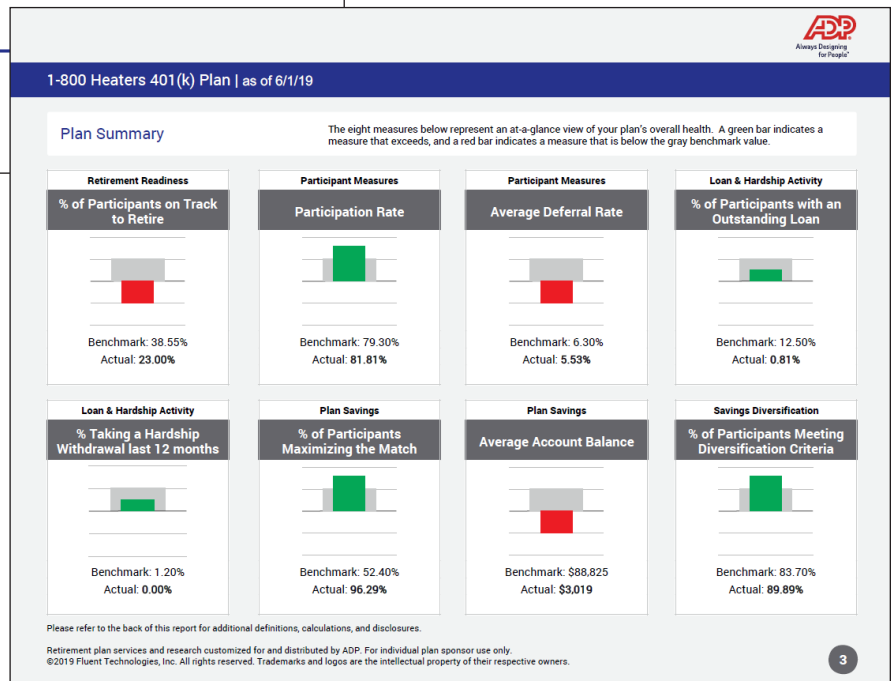 ADP
Always Designing
for People®
1-800 Heaters 401(k) Plan | as of 6/1/19
Plan Summary
The eight measures below represent an at-a-glance view of your plan's overall health. A green bar indicates a
measure that exceeds, and a red bar indicates a measure that is below the gray benchmark value.
Retirement Readiness
% of Participants on Track
to Retire
Benchmark: 38.55%
Actual: 23.00%
Participant Measures
Participation Rate
Benchmark: 79.30%
Actual: 81.81%
Participant Measures
Average Deferral Rate
Benchmark: 6.30%
Actual: 5.53%
Loan & Hardship Activity
% of Participants with an
Outstanding Loan
Benchmark: 12.50%
Actual: 0.81%
Loan & Hardship Activity
% Taking a Hardship
Withdrawal last 12 months
Benchmark: 1.20%
Actual: 0.00%
Plan Savings
% of Participants
Maximizing the Match
Benchmark: 52.40%
Actual: 96.29%
Plan Savings
Average Account Balance
Benchmark: $88,825
Actual: $3,019
Savings Diversification
% of Participants Meeting
Diversification Criteria
Benchmark: 83.70%
Actual: 89.89%
Please refer to the back of this report for additional definitions, calculations, and disclosures.
Retirement plan services and research customized for and distributed by ADP. For individual plan sponsor use only.
©2019 Fluent Technologies, Inc. All rights reserved. Trademarks and logos are the intellectual property of their respective owners.
3